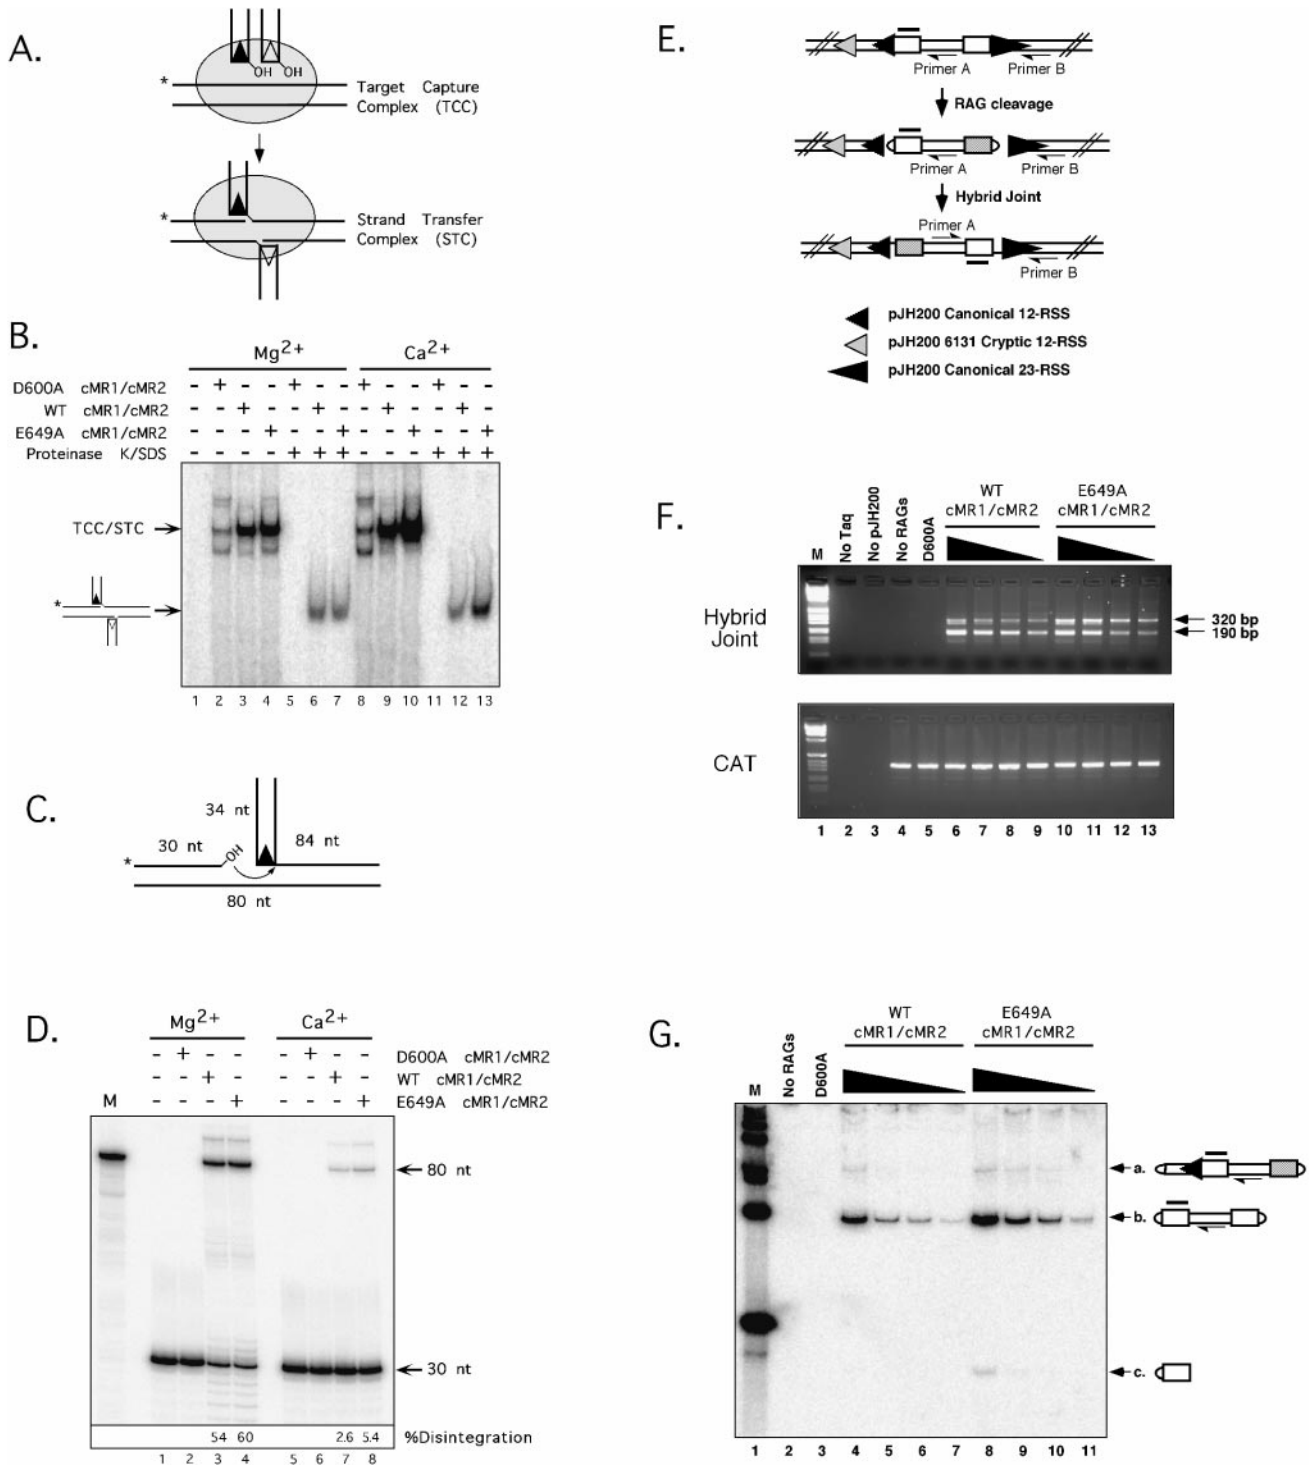 A.
OH
OH
*
Target Capture
Complex (TCC)
*
Strand Transfer
Complex (STC)
B.
Mg2+ Ca2+
D600A cMR1/cMR2 - + - - + - - + - - + - -
WT cMR1/cMR2 - - + - - + - - + - - + -
E649A cMR1/cMR2 - - - + - - + - - + - - +
Proteinase K/SDS - - - - + + + - - - + + +
TCC/STC
*
1 2 3 4 5 6 7 8 9 10 11 12 13
C.
34 nt
30 nt
OH
84 nt
*
80 nt
D.
Mg2+ Ca2+
- + - - - + - - D600A cMR1/cMR2
- - + - - - + - WT cMR1/cMR2
M - - - + - - - + E649A cMR1/cMR2
80 nt
30 nt
54 60 2.6 5.4 %Disintegration
1 2 3 4 5 6 7 8
E.
Primer A Primer B
RAG cleavage
Primer A Primer B
Hybrid Joint
Primer A
Primer B
pJH200 Canonical 12-RSS
pJH200 6131 Cryptic 12-RSS
pJH200 Canonical 23-RSS
F.
M
No Taq
No pJH200
No RAGs
D600A
WT
cMR1/cMR2
E649A
cMR1/cMR2
Hybrid
Joint
320 bp
190 bp
CAT
1 2 3 4 5 6 7 8 9 10 11 12 13
G.
M
No RAGs
D600A
WT
cMR1/cMR2
E649A
cMR1/cMR2
a.
b.
c.
1 2 3 4 5 6 7 8 9 10 11